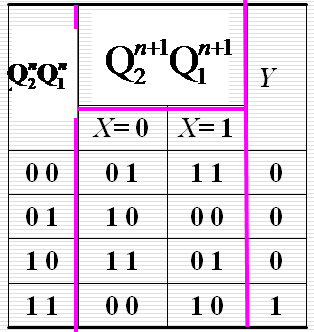 Q₂ⁿQ₁ⁿ Q₂ⁿ⁺¹Q₁ⁿ⁺¹ Y
X=0 X=1
0 0 0 1 1 1 0
0 1 1 0 0 0 0
1 0 1 1 0 1 0
1 1 0 0 1 0 1